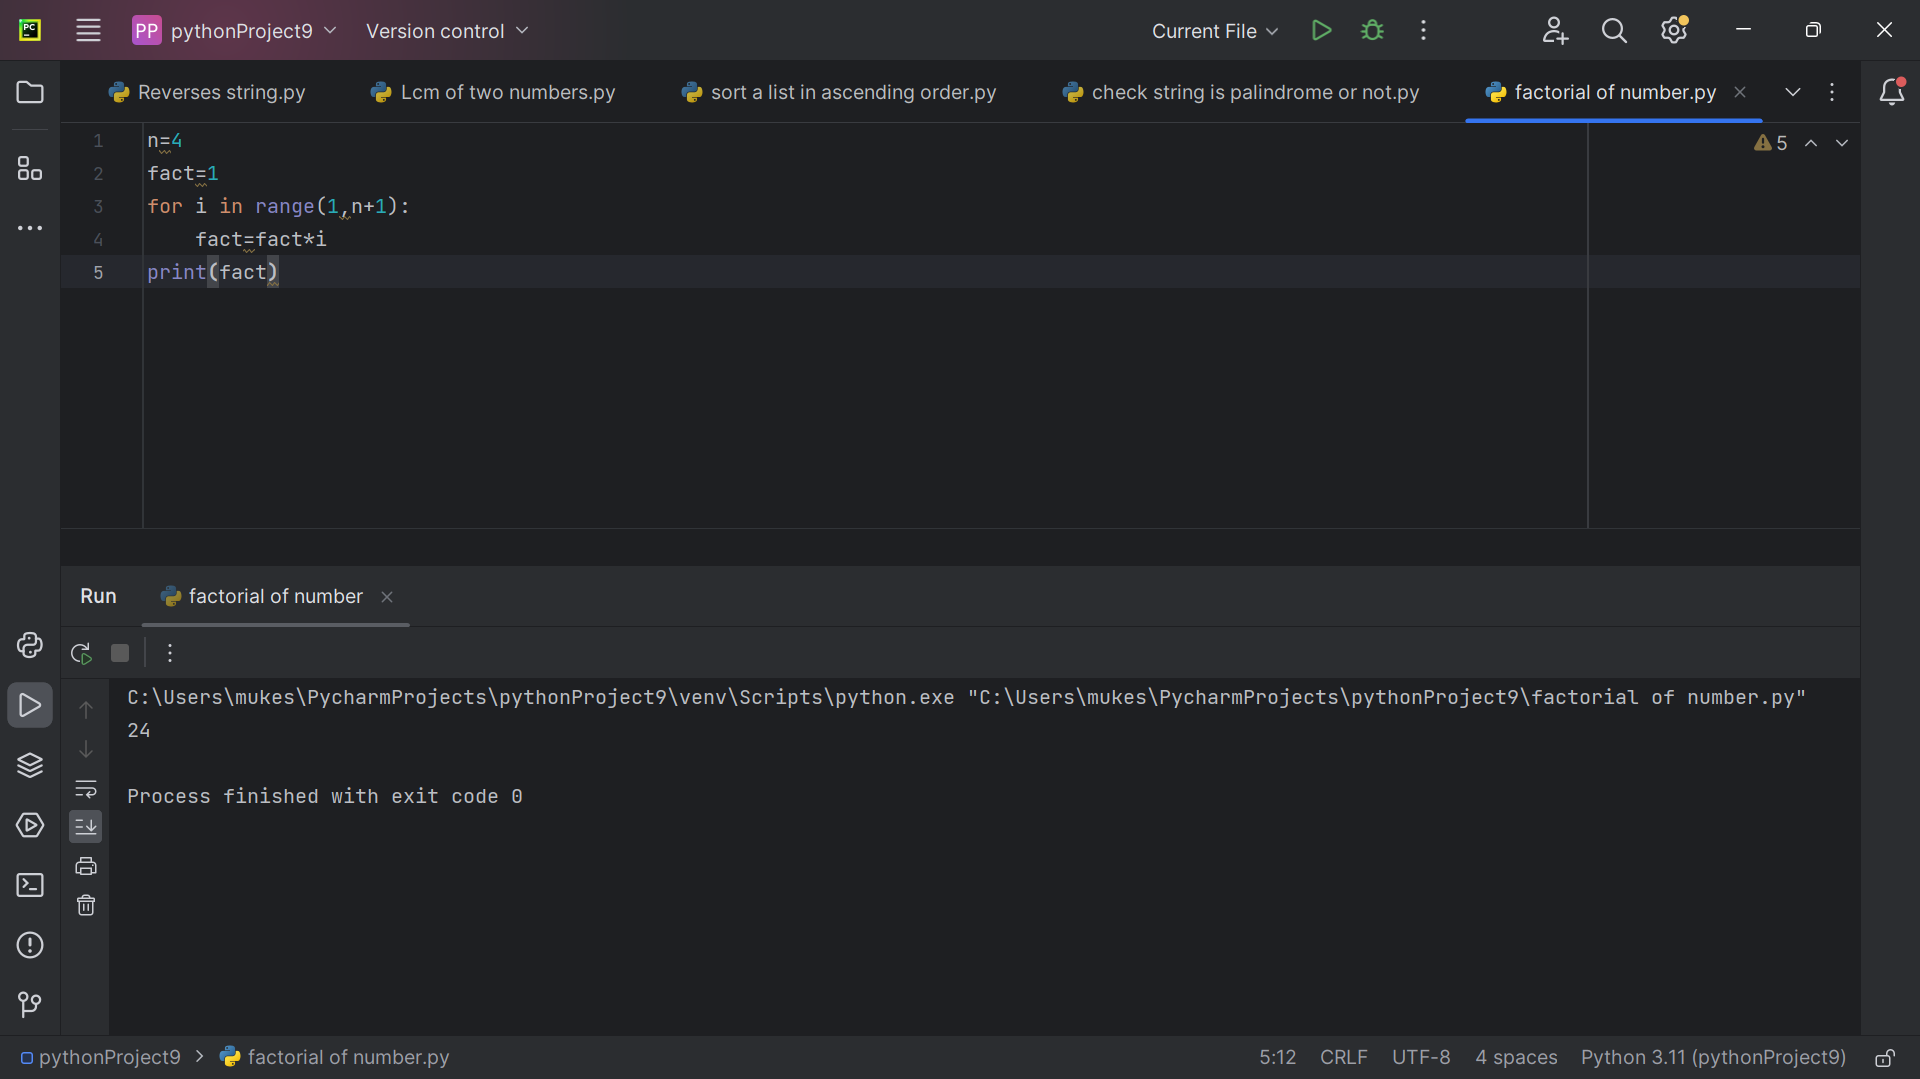 PC
PP pythonProject9 Version control Current File
Reverses string.py Lcm of two numbers.py sort a list in ascending order.py check string is palindrome or not.py factorial of number.py
1 n=4 5
2 fact=1
3 for i in range(1,n+1):
4     fact=fact*i
5 print(fact)
Run factorial of number
C:\Users\mukes\PycharmProjects\pythonProject9\venv\Scripts\python.exe "C:\Users\mukes\PycharmProjects\pythonProject9\factorial of number.py"
24
Process finished with exit code 0
pythonProject9 > factorial of number.py 5:12 CRLF UTF-8 4 spaces Python 3.11 (pythonProject9)